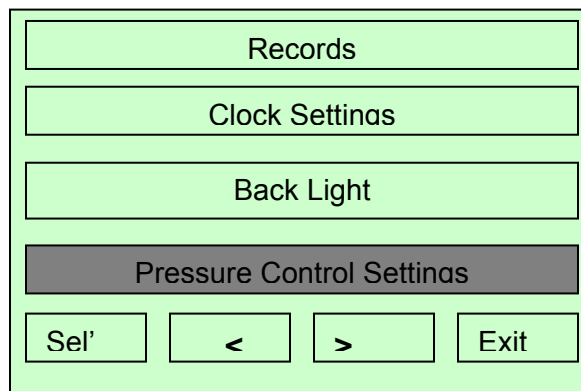 Records
Clock Settings
Back Light
Pressure Control Settings
Sel’ < > Exit